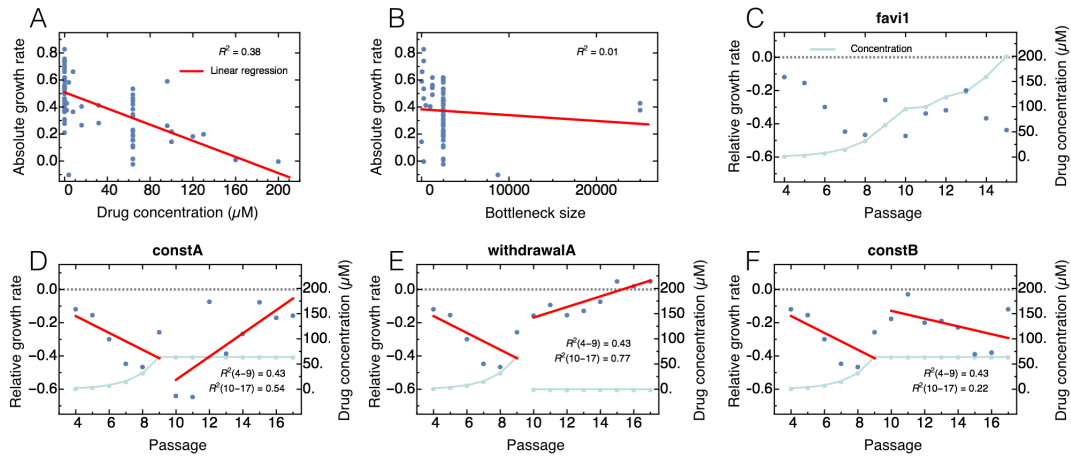 A
R² = 0.38
Linear regression
Absolute growth rate
0.8
0.6
0.4
0.2
0.0
0 40 80 120 160 200
Drug concentration (μM)
B
R² = 0.01
Absolute growth rate
0.8
0.6
0.4
0.2
0.0
0 10000 20000
Bottleneck size
C
favi1
Concentration
Relative growth rate
0.0
−0.2
−0.4
−0.6
200.
150.
100.
50.
0.
Drug concentration (μM)
4 6 8 10 12 14
Passage
D
constA
Relative growth rate
0.0
−0.2
−0.4
−0.6
R²(4−9) = 0.43
R²(10−17) = 0.54
200.
150.
100.
50.
0.
Drug concentration (μM)
4 6 8 10 12 14 16
Passage
E
withdrawalA
Relative growth rate
0.0
−0.2
−0.4
−0.6
R²(4−9) = 0.43
R²(10−17) = 0.77
200.
150.
100.
50.
0.
Drug concentration (μM)
4 6 8 10 12 14 16
Passage
F
constB
Relative growth rate
0.0
−0.2
−0.4
−0.6
R²(4−9) = 0.43
R²(10−17) = 0.22
200.
150.
100.
50.
0.
Drug concentration (μM)
4 6 8 10 12 14 16
Passage